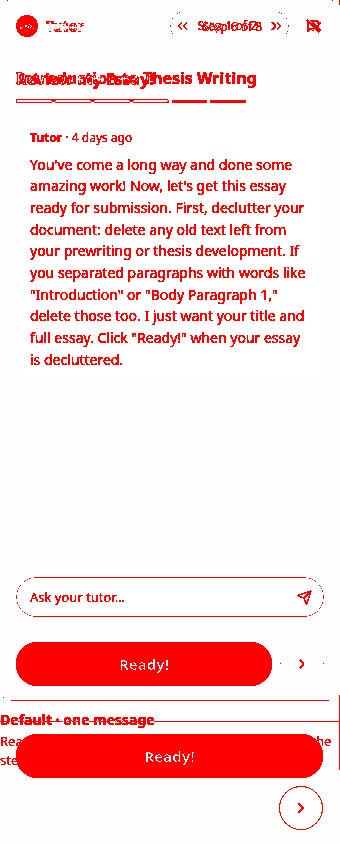 Tutor
Thesis Writing
Tutor · 4 days ago
You've come a long way and done some
amazing work! Now, let's get this essay
ready for submission. First, declutter your
document: delete any old text left from
your prewriting or thesis development. If
you separated paragraphs with words like
"Introduction" or "Body Paragraph 1,"
delete those too. I just want your title and
full essay. Click "Ready!" when your essay
is decluttered.
Ask your tutor...
Ready!
Default · one message
he
Ready!